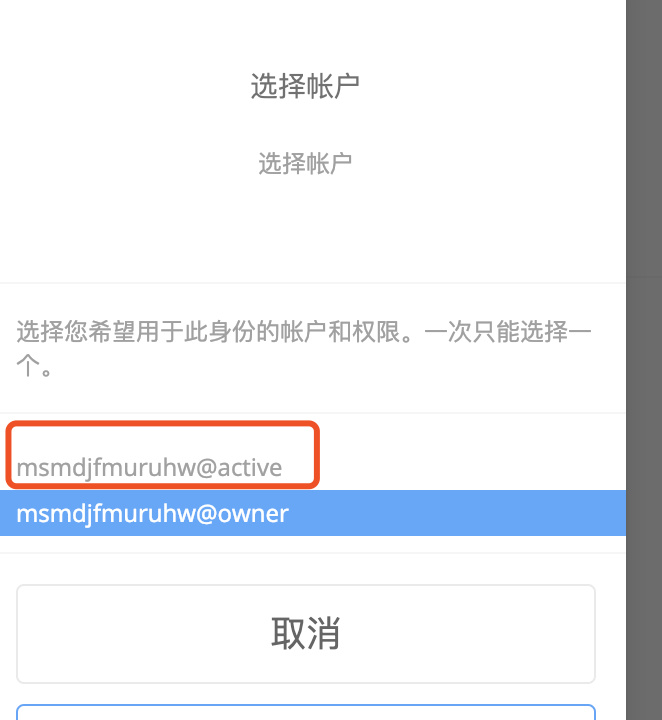 选择帐户
选择帐户
选择您希望用于此身份的帐户和权限。一次只能选择一
个。
msmdjfmuruhw@active
msmdjfmuruhw@owner
取消